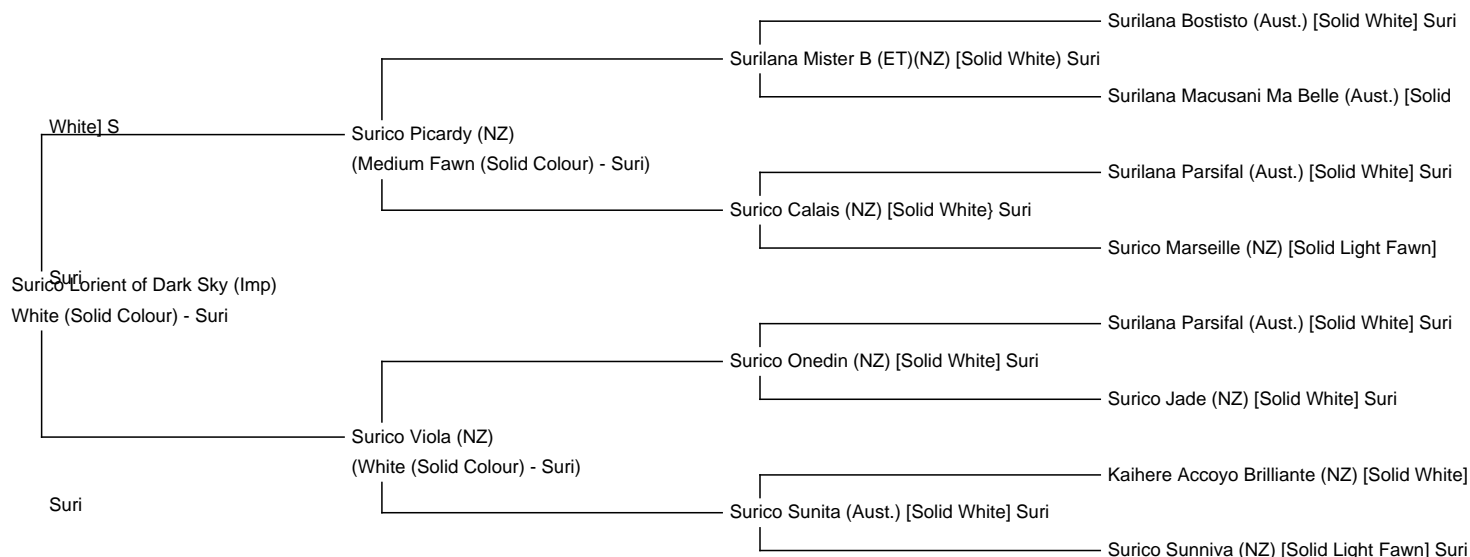 Surilana Bostisto (Aust.) [Solid White] Suri
Surilana Mister B (ET)(NZ) [Solid White) Suri
Surilana Macusani Ma Belle (Aust.) [Solid
White] S
Surico Picardy (NZ)
(Medium Fawn (Solid Colour) - Suri)
Surilana Parsifal (Aust.) [Solid White] Suri
Surico Calais (NZ) [Solid White} Suri
Surico Marseille (NZ) [Solid Light Fawn]
Suri
Surico Lorient of Dark Sky (Imp)
White (Solid Colour) - Suri
Surilana Parsifal (Aust.) [Solid White] Suri
Surico Onedin (NZ) [Solid White] Suri
Surico Jade (NZ) [Solid White] Suri
Surico Viola (NZ)
(White (Solid Colour) - Suri)
Kaihere Accoyo Brilliante (NZ) [Solid White]
Suri
Surico Sunita (Aust.) [Solid White] Suri
Surico Sunniva (NZ) [Solid Light Fawn] Suri